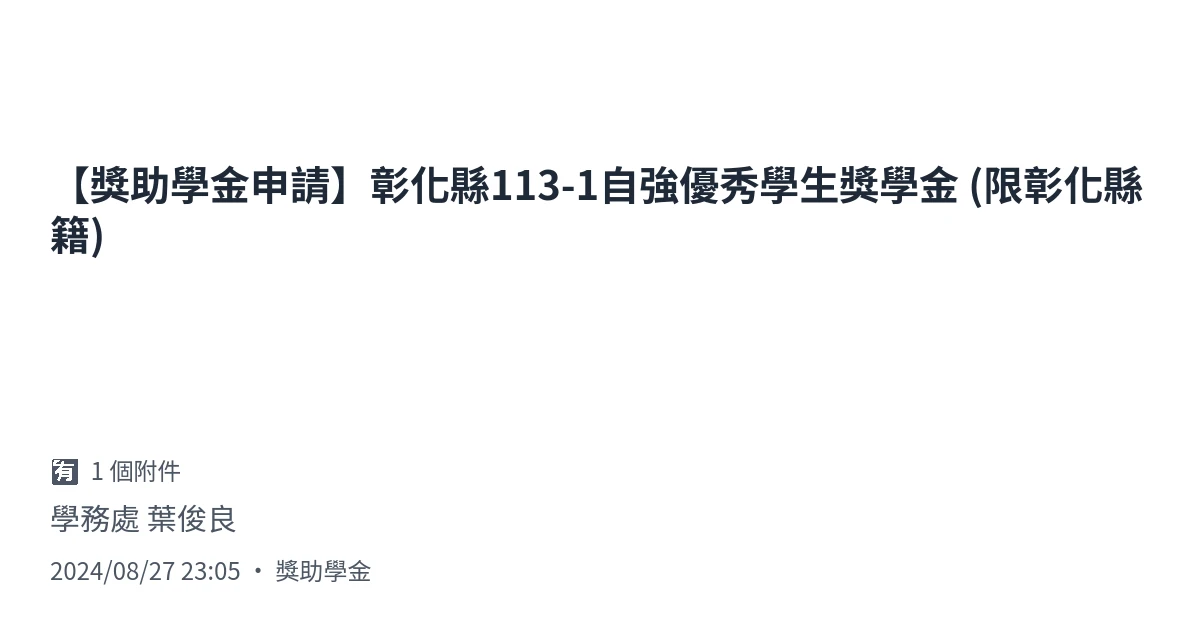 【獎助學金申請】彰化縣113-1自強優秀學生獎學金 (限彰化縣
籍)
有 1 個附件
學務處 葉俊良
2024/08/27 23:05 ・ 獎助學金